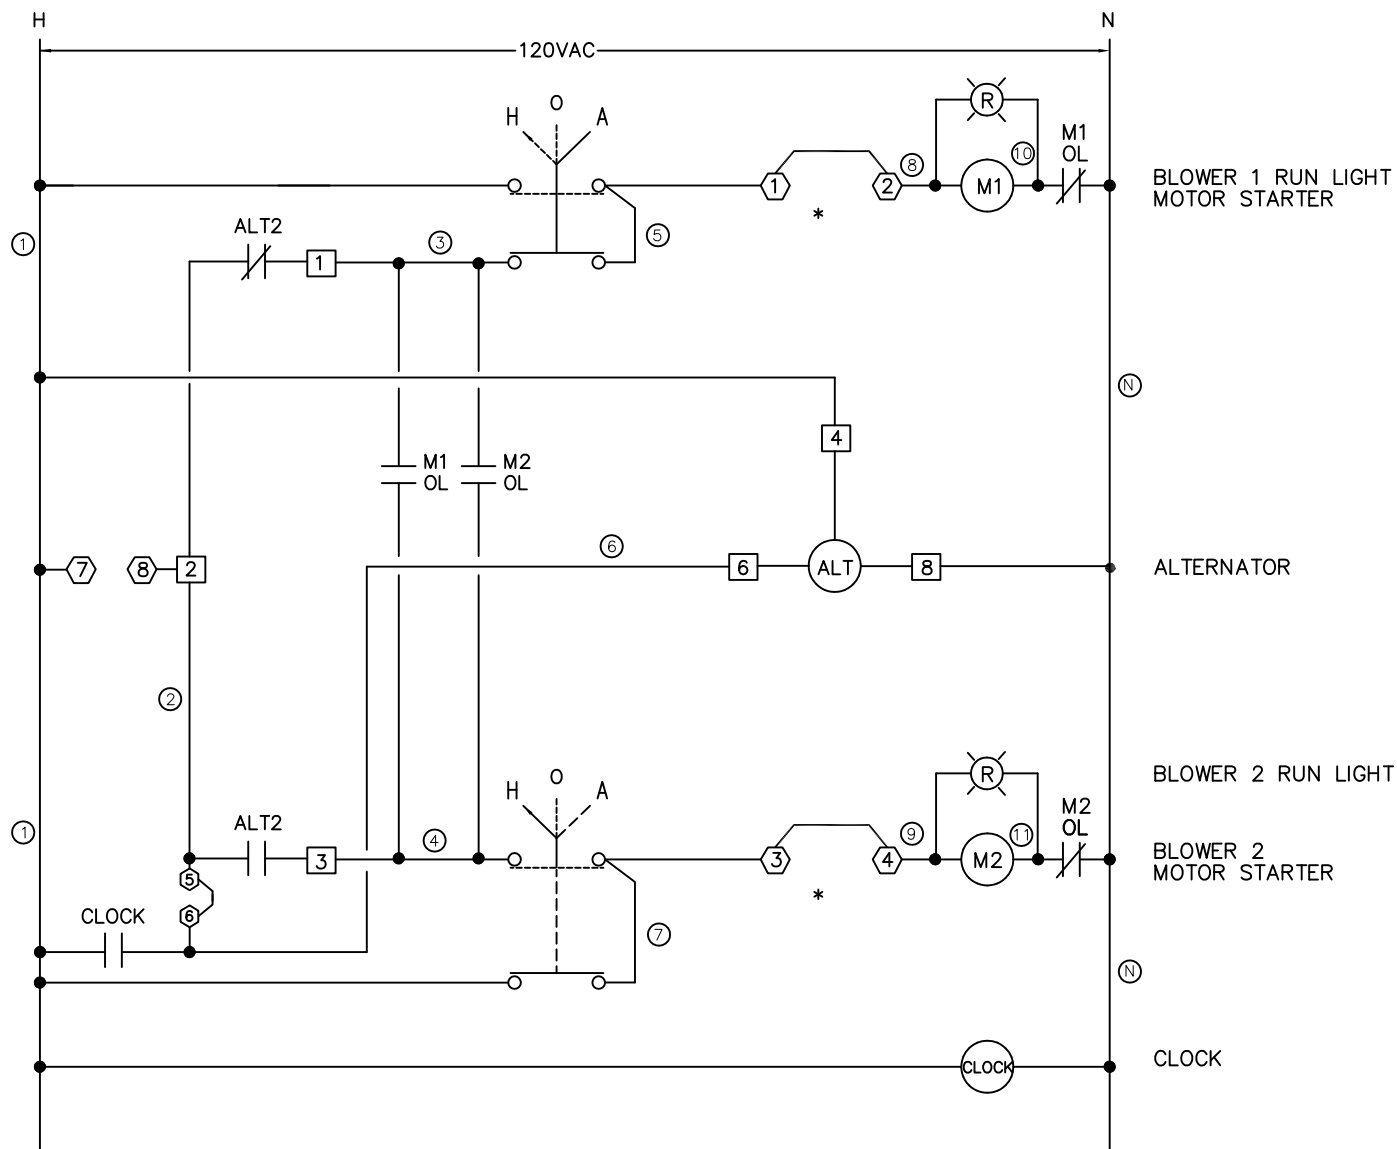 H
N
120VAC
H O A
R
M1
OL
1
2
8
M1
10
BLOWER 1 RUN LIGHT
MOTOR STARTER
*
1
ALT2
1
3
5
N
4
M1
OL
M2
OL
6
7
8
2
6
ALT
8
ALTERNATOR
2
H O A
R
BLOWER 2 RUN LIGHT
M2
OL
1
ALT2
3
4
3
4
9
M2
11
BLOWER 2
MOTOR STARTER
*
5
6
CLOCK
7
N
CLOCK
CLOCK